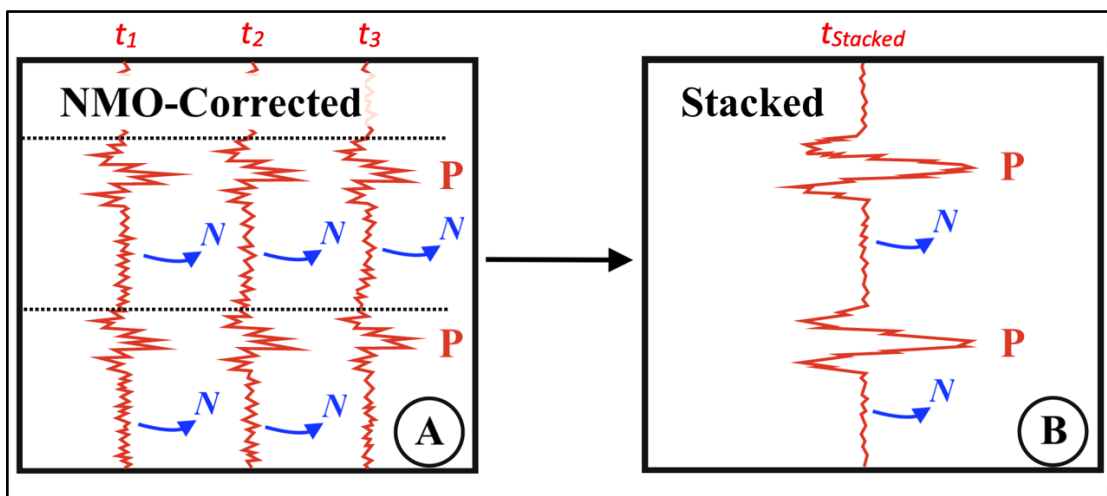 t1 t2 t3
NMO-Corrected
P
N N N
P
N N
A
tStacked
Stacked
P
N
P
N
B